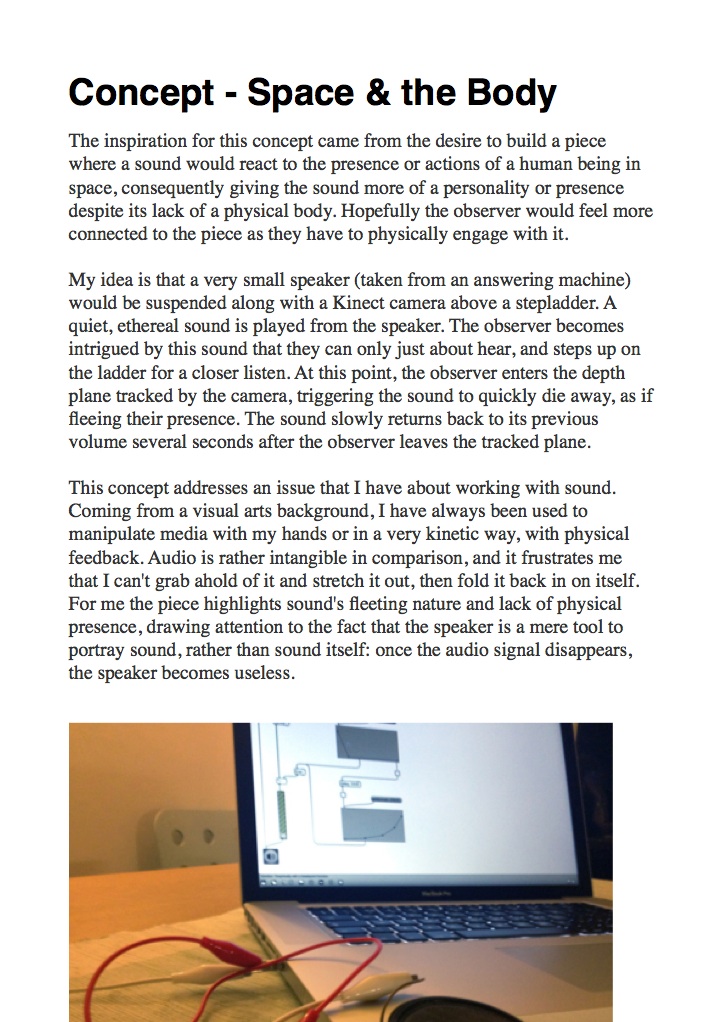 Concept - Space & the Body
The inspiration for this concept came from the desire to build a piece
where a sound would react to the presence or actions of a human being in
space, consequently giving the sound more of a personality or presence
despite its lack of a physical body. Hopefully the observer would feel more
connected to the piece as they have to physically engage with it.
My idea is that a very small speaker (taken from an answering machine)
would be suspended along with a Kinect camera above a stepladder. A
quiet, ethereal sound is played from the speaker. The observer becomes
intrigued by this sound that they can only just about hear, and steps up on
the ladder for a closer listen. At this point, the observer enters the depth
plane tracked by the camera, triggering the sound to quickly die away, as if
fleeing their presence. The sound slowly returns back to its previous
volume several seconds after the observer leaves the tracked plane.
This concept addresses an issue that I have about working with sound.
Coming from a visual arts background, I have always been used to
manipulate media with my hands or in a very kinetic way, with physical
feedback. Audio is rather intangible in comparison, and it frustrates me
that I can't grab ahold of it and stretch it out, then fold it back in on itself.
For me the piece highlights sound's fleeting nature and lack of physical
presence, drawing attention to the fact that the speaker is a mere tool to
portray sound, rather than sound itself: once the audio signal disappears,
the speaker becomes useless.
MacBook Pro